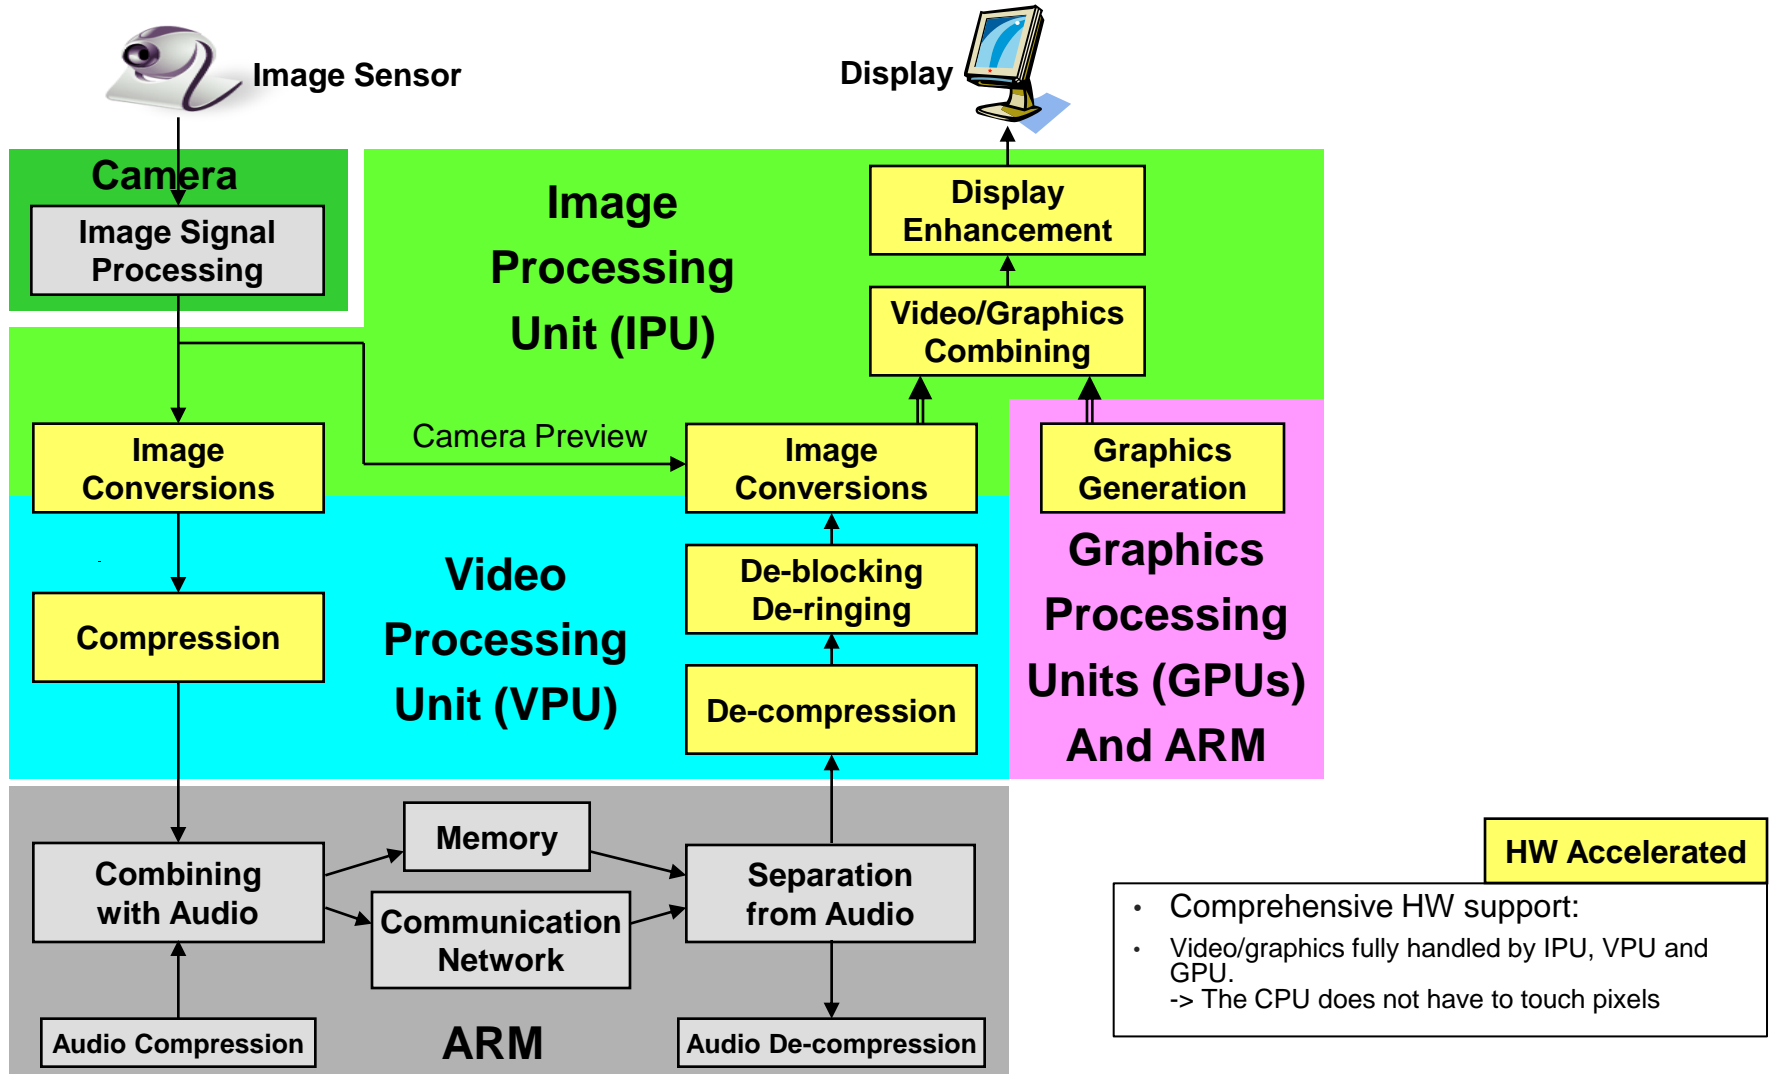 Image Sensor
Display
Camera
Image Signal
Processing
Image
Processing
Unit (IPU)
Display
Enhancement
Video/Graphics
Combining
Image
Conversions
Camera Preview
Image
Conversions
Graphics
Generation
Video
Processing
Unit (VPU)
Compression
De-blocking
De-ringing
De-compression
Graphics
Processing
Units (GPUs)
And ARM
Combining
with Audio
Memory
Communication
Network
Separation
from Audio
Audio Compression
ARM
Audio De-compression
HW Accelerated
• Comprehensive HW support:
• Video/graphics fully handled by IPU, VPU and
GPU.
-> The CPU does not have to touch pixels